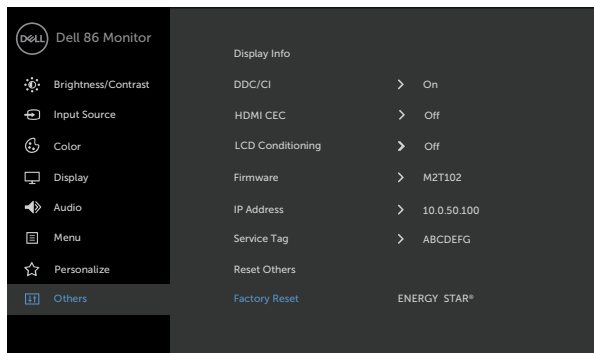 DELL Dell 86 Monitor
Display Info
Brightness/Contrast DDC/CI On
Input Source HDMI CEC Off
Color LCD Conditioning Off
Display Firmware M2T102
Audio IP Address 10.0.50.100
Menu Service Tag ABCDEFG
Personalize Reset Others
Others Factory Reset ENERGY STAR®